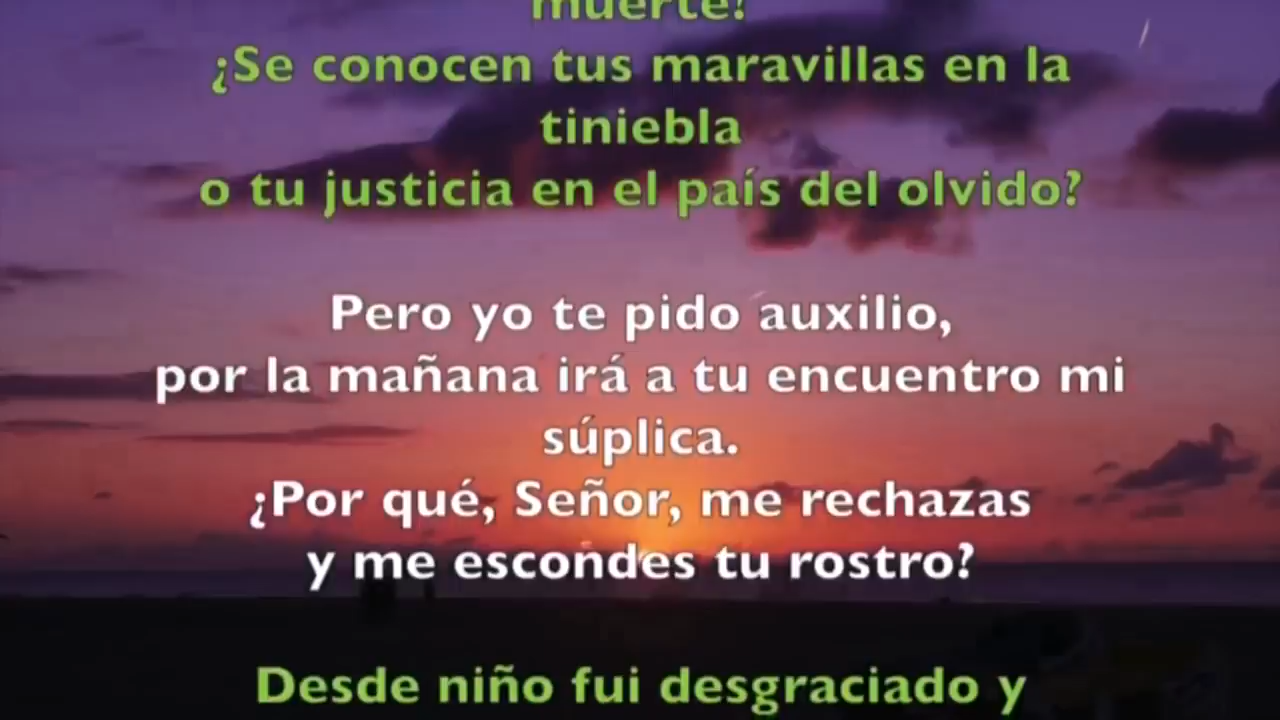 muerte?
¿Se conocen tus maravillas en la
tiniebla
o tu justicia en el país del olvido?
Pero yo te pido auxilio,
por la mañana irá a tu encuentro mi
súplica.
¿Por qué, Señor, me rechazas
y me escondes tu rostro?
Desde niño fui desgraciado y